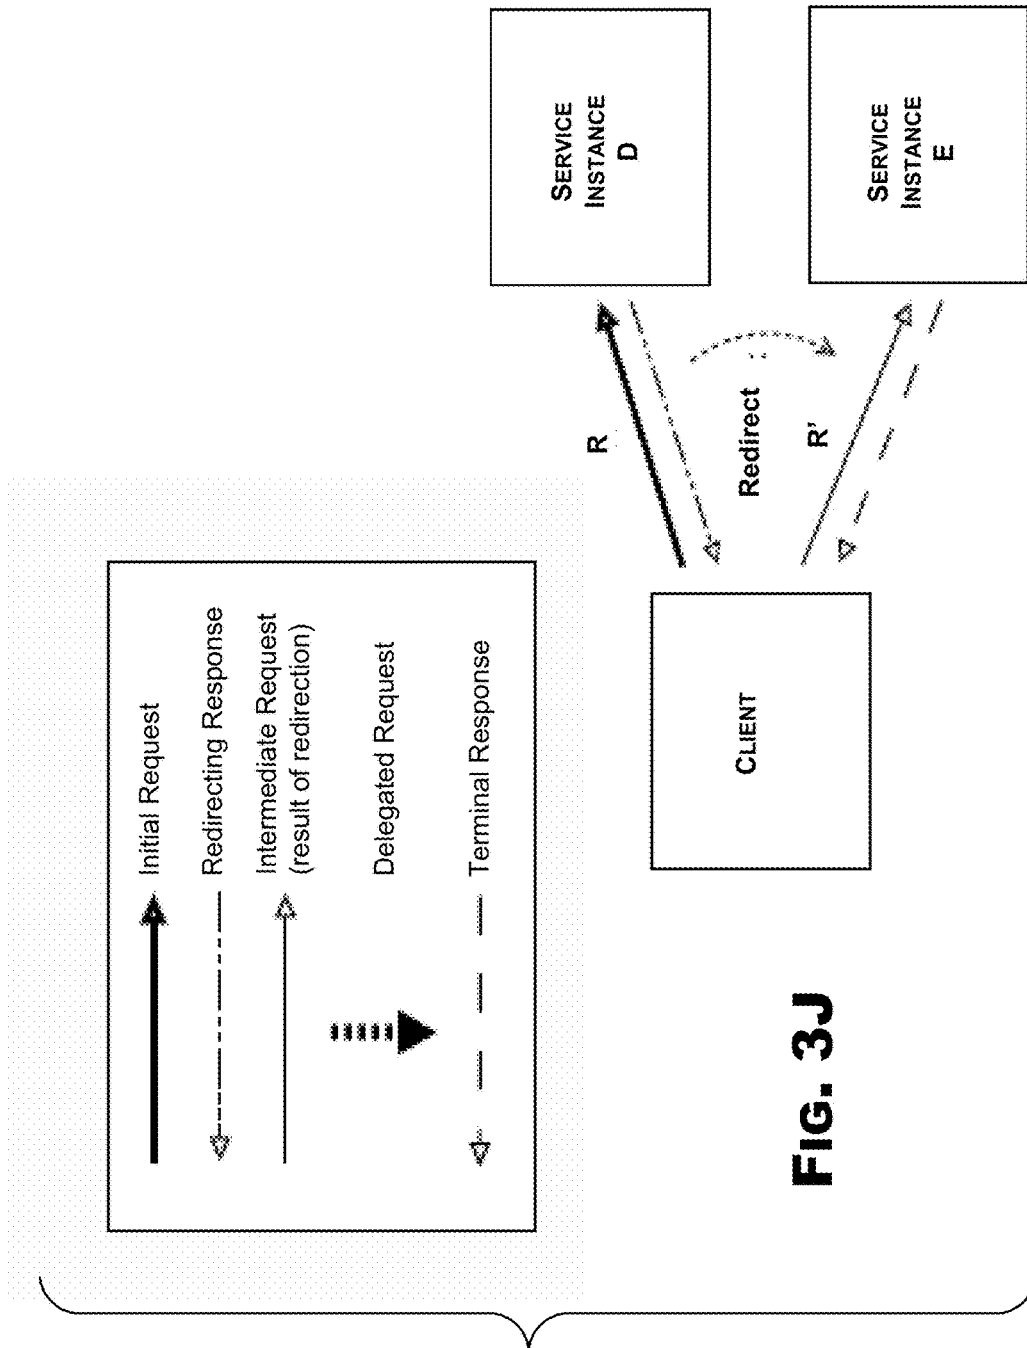 Initial Request
Redirecting Response
Intermediate Request
(result of redirection)
Delegated Request
Terminal Response
CLIENT
R
Redirect
R'
SERVICE
INSTANCE
D
SERVICE
INSTANCE
E
FIG. 3J